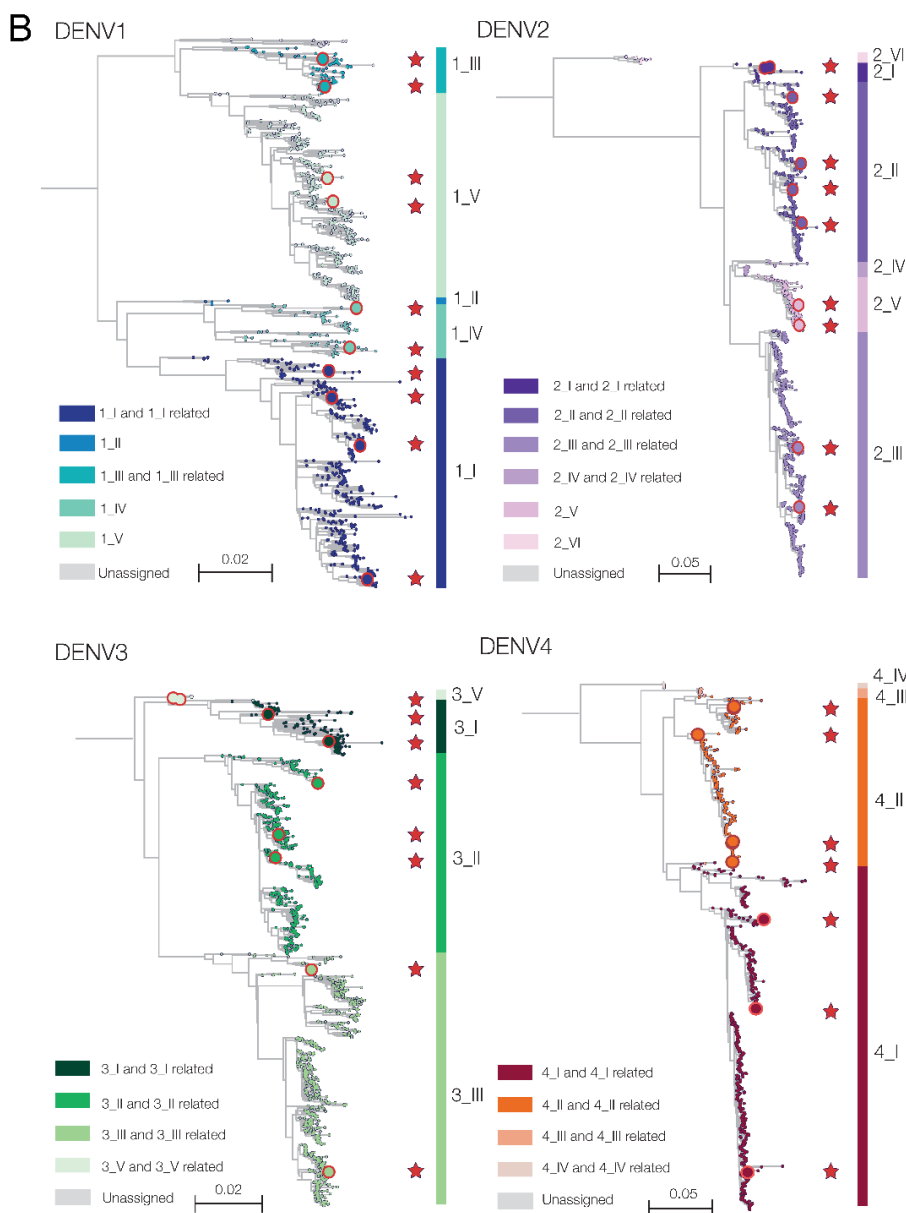 B
DENV1
1_III
1_V
1_II
1_IV
1_I
1_I and 1_I related
1_II
1_III and 1_III related
1_IV
1_V
Unassigned
0.02
DENV2
2_VI
2_I
2_II
2_IV
2_V
2_III
2_I and 2_I related
2_II and 2_II related
2_III and 2_III related
2_IV and 2_IV related
2_V
2_VI
Unassigned
0.05
DENV3
3_V
3_I
3_II
3_III
3_I and 3_I related
3_II and 3_II related
3_III and 3_III related
3_V and 3_V related
Unassigned
0.02
DENV4
4_IV
4_III
4_II
4_I
4_I and 4_I related
4_II and 4_II related
4_III and 4_III related
4_IV and 4_IV related
Unassigned
0.05